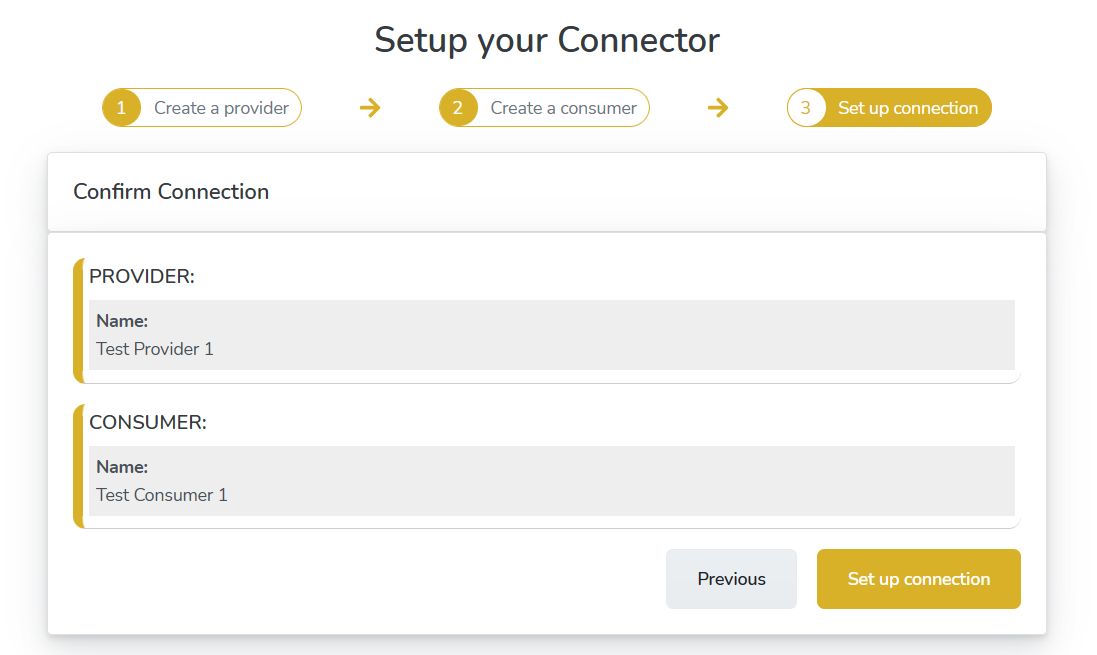 Setup your Connector
1 Create a provider
2 Create a consumer
3 Set up connection
Confirm Connection
PROVIDER:
Name:
Test Provider 1
CONSUMER:
Name:
Test Consumer 1
Previous
Set up connection